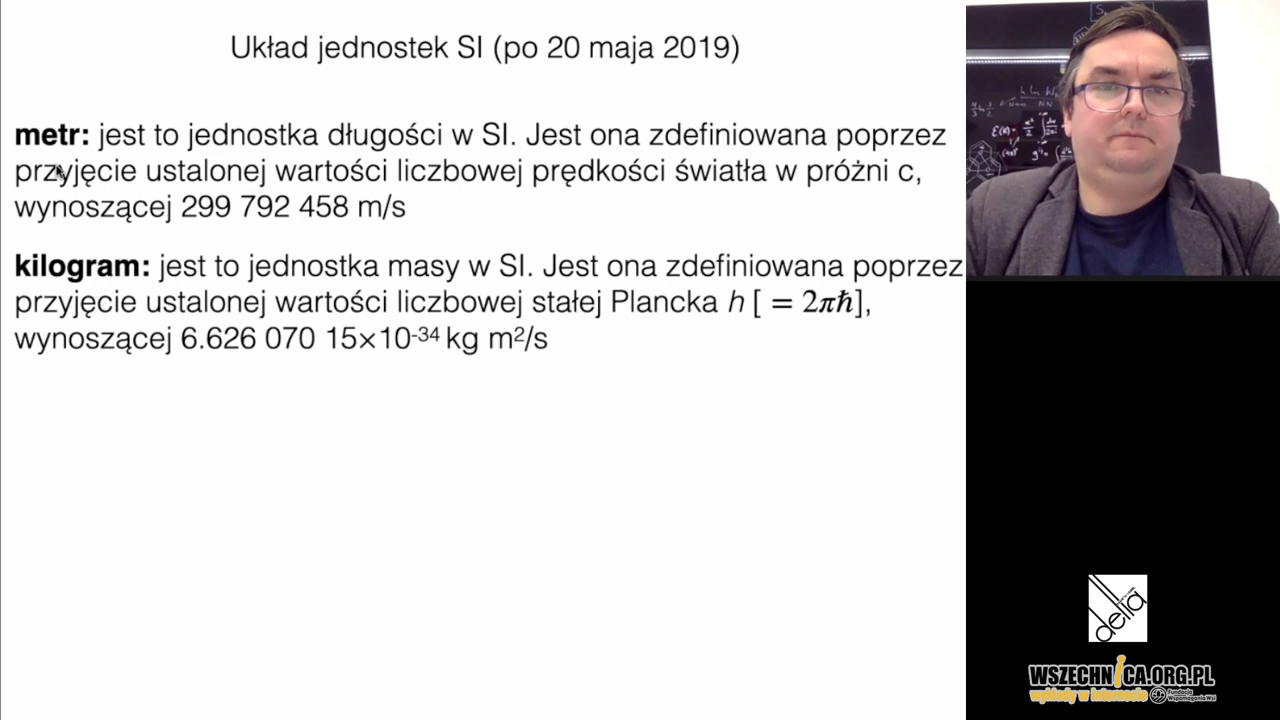 Układ jednostek SI (po 20 maja 2019)
metr: jest to jednostka długości w SI. Jest ona zdefiniowana poprzez
przyjęcie ustalonej wartości liczbowej prędkości światła w próżni c,
wynoszącej 299 792 458 m/s
kilogram: jest to jednostka masy w SI. Jest ona zdefiniowana poprzez
przyjęcie ustalonej wartości liczbowej stałej Plancka h [ = 2πℏ],
wynoszącej 6.626 070 15×10⁻³⁴ kg m²/s
delta
WSZECHNICA.ORG.PL
wykłady w internecie
Fundacja
Wspomagania Wsi